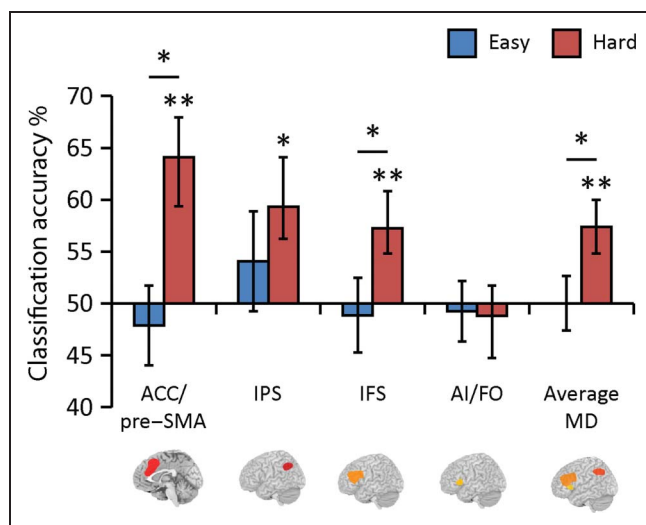 Easy Hard
Classification accuracy %
70
65
60
55
50
45
40
* ** * * ** * **
ACC/ IPS IFS AI/FO Average
pre–SMA MD